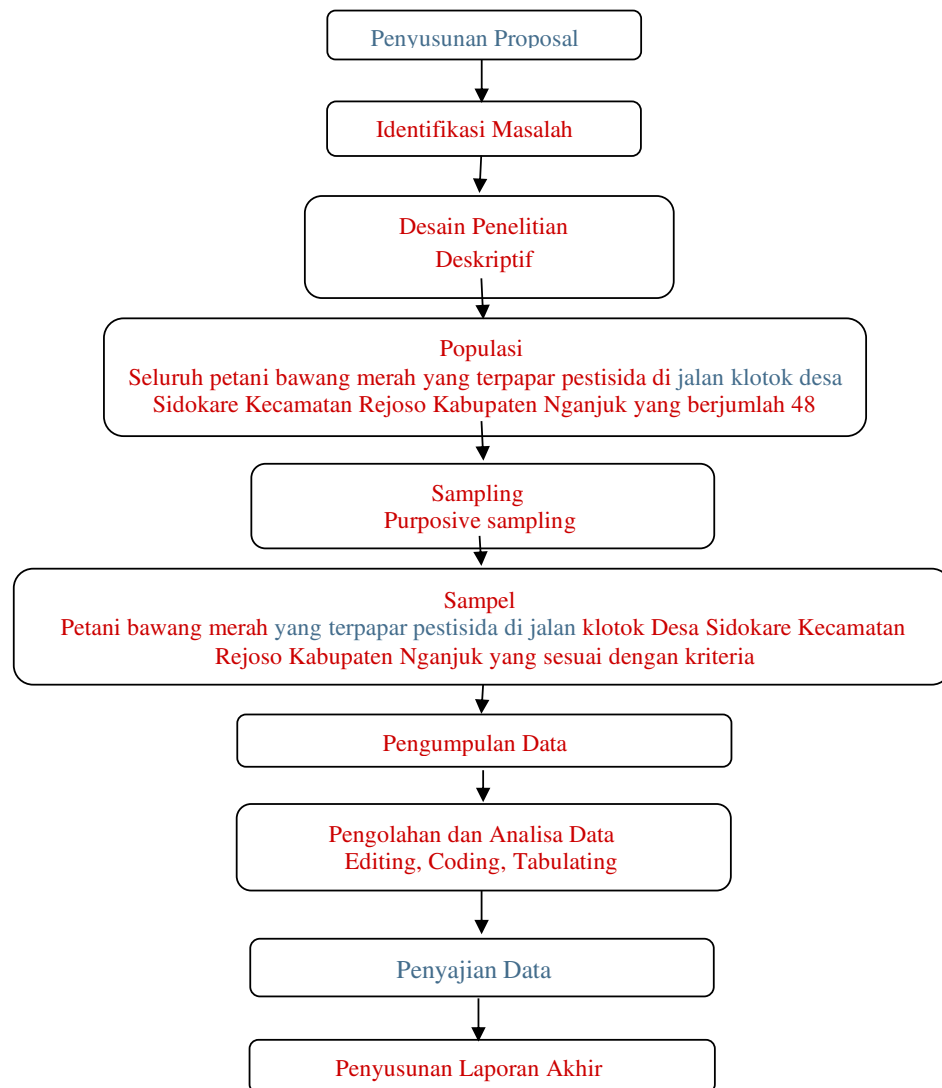 Penyusunan Proposal
Identifikasi Masalah
Desain Penelitian
Deskriptif
Populasi
Seluruh petani bawang merah yang terpapar pestisida di jalan klotok desa
Sidokare Kecamatan Rejoso Kabupaten Nganjuk yang berjumlah 48
Sampling
Purposive sampling
Sampel
Petani bawang merah yang terpapar pestisida di jalan klotok Desa Sidokare Kecamatan
Rejoso Kabupaten Nganjuk yang sesuai dengan kriteria
Pengumpulan Data
Pengolahan dan Analisa Data
Editing, Coding, Tabulating
Penyajian Data
Penyusunan Laporan Akhir